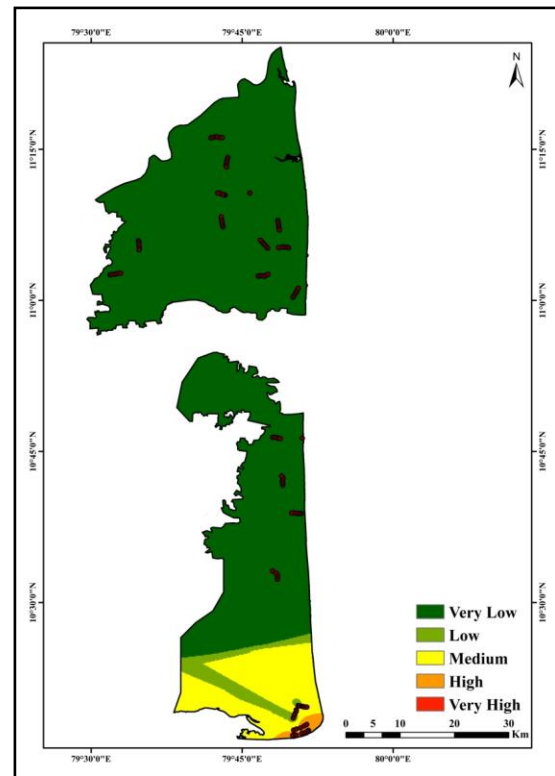 79°30'0"E 79°45'0"E 80°0'0"E
N
11°15'0"N 11°15'0"N
11°0'0"N 11°0'0"N
10°45'0"N 10°45'0"N
10°30'0"N 10°30'0"N
Very Low
Low
Medium
High
Very High
0 5 10 20 30
Km
79°30'0"E 79°45'0"E 80°0'0"E